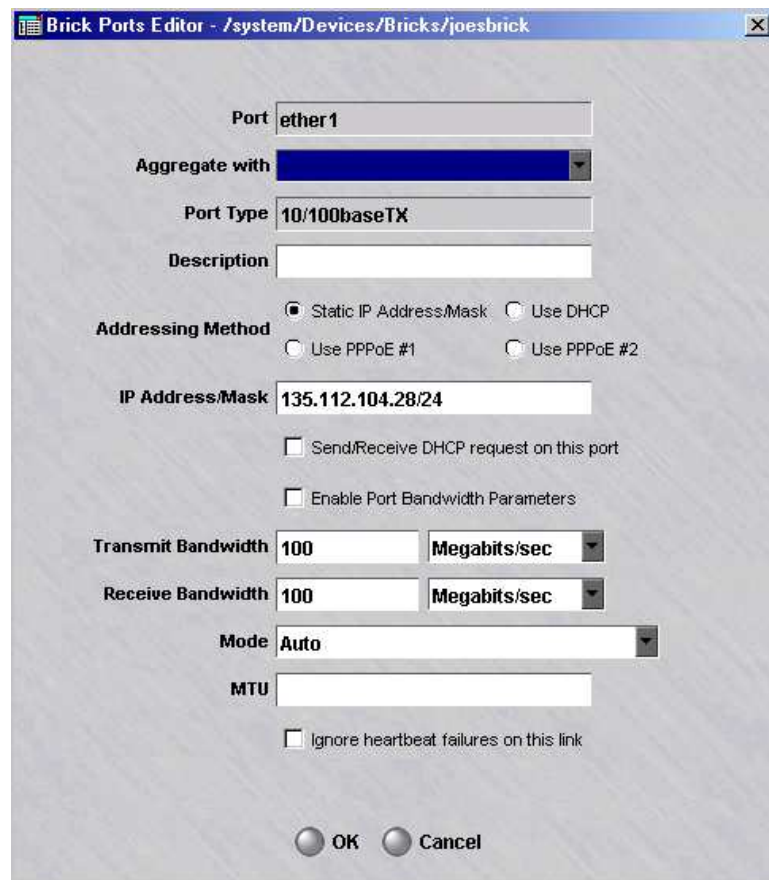 Brick Ports Editor - /system/Devices/Bricks/joesbrick
Port ether1
Aggregate with
Port Type 10/100baseTX
Description
Addressing Method
Static IP Address/Mask Use DHCP
Use PPPoE #1 Use PPPoE #2
IP Address/Mask 135.112.104.28/24
Send/Receive DHCP request on this port
Enable Port Bandwidth Parameters
Transmit Bandwidth 100 Megabits/sec
Receive Bandwidth 100 Megabits/sec
Mode Auto
MTU
Ignore heartbeat failures on this link
OK Cancel